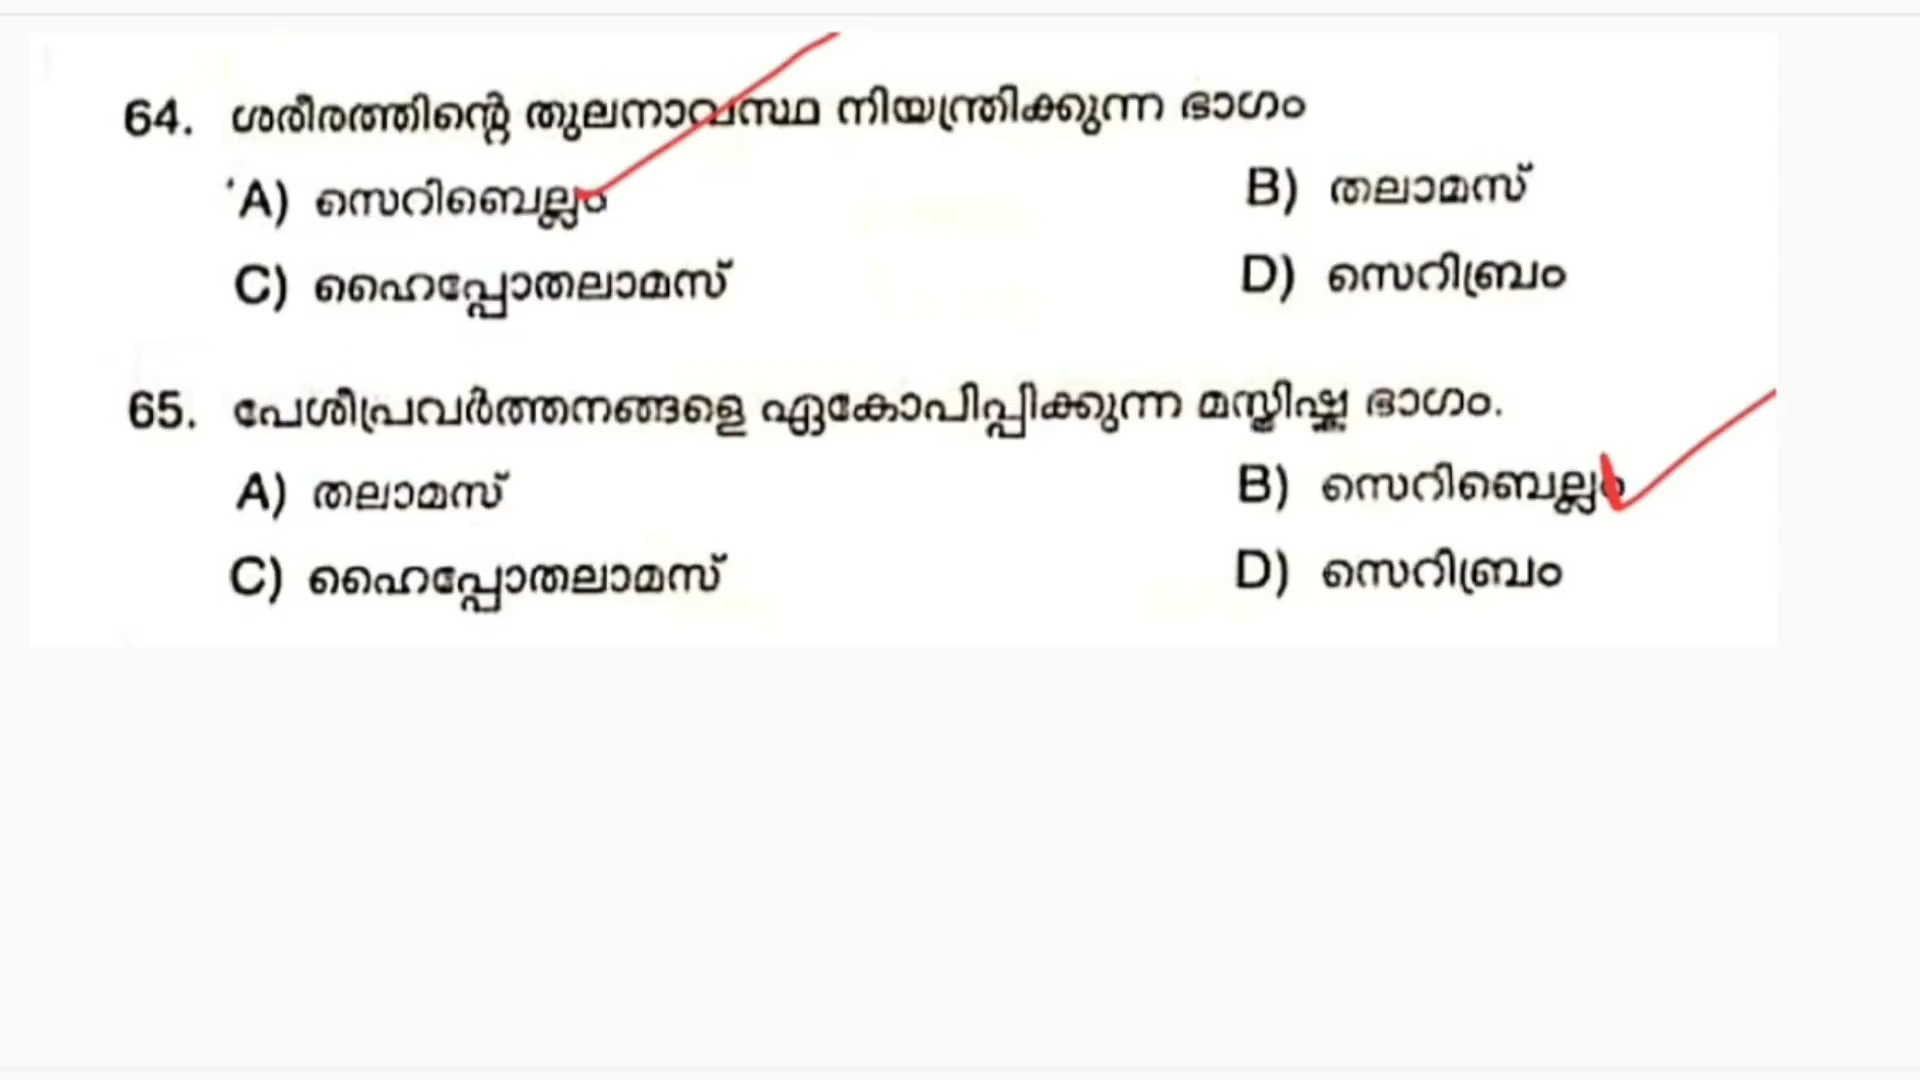 64. ശരീരത്തിന്റെ തുലനാവസ്ഥ നിയന്ത്രിക്കുന്ന ഭാഗം
A) സെറിബെല്ലം B) തലാമസ്
C) ഹൈപ്പോതലാമസ് D) സെറിബ്രം
65. പേശീപ്രവർത്തനങ്ങളെ ഏകോപിപ്പിക്കുന്ന മസ്തിഷ്ക ഭാഗം.
A) തലാമസ് B) സെറിബെല്ലം
C) ഹൈപ്പോതലാമസ് D) സെറിബ്രം